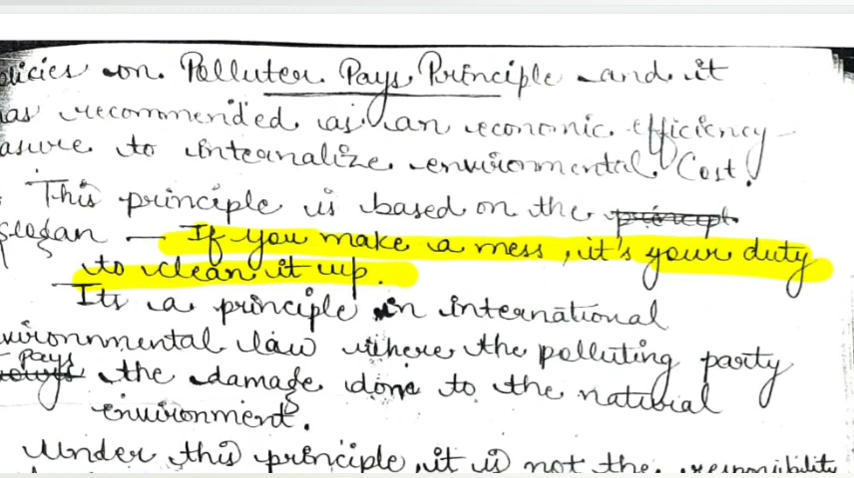 olicies on Polluter Pays Principle and it
as recommended as an economic efficiency
asure to internalize environmental Cost.
This principle is based on the
slogan — If you make a mess, it's your duty
to clean it up.
Its a principle in international
vironmental law where the polluting party
pays the damage done to the natural
environment.
Under this principle, it is not the responsibility